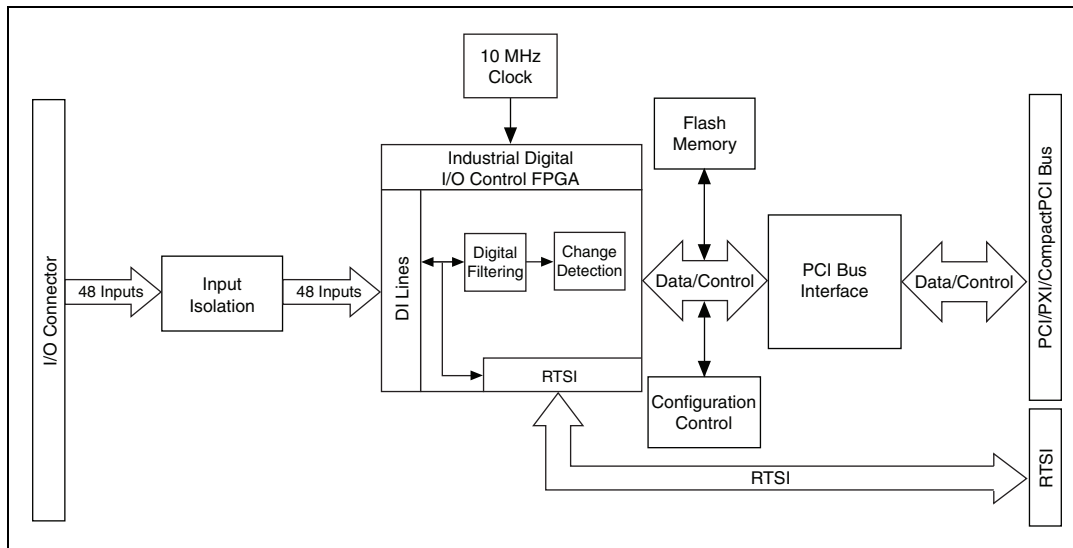 10 MHz
Clock
Flash
Memory
Industrial Digital
I/O Control FPGA
I/O Connector
48 Inputs
Input
Isolation
48 Inputs
DI Lines
Digital
Filtering
Change
Detection
RTSI
Data/Control
PCI Bus
Interface
Data/Control
PCI/PXI/CompactPCI Bus
Configuration
Control
RTSI
RTSI